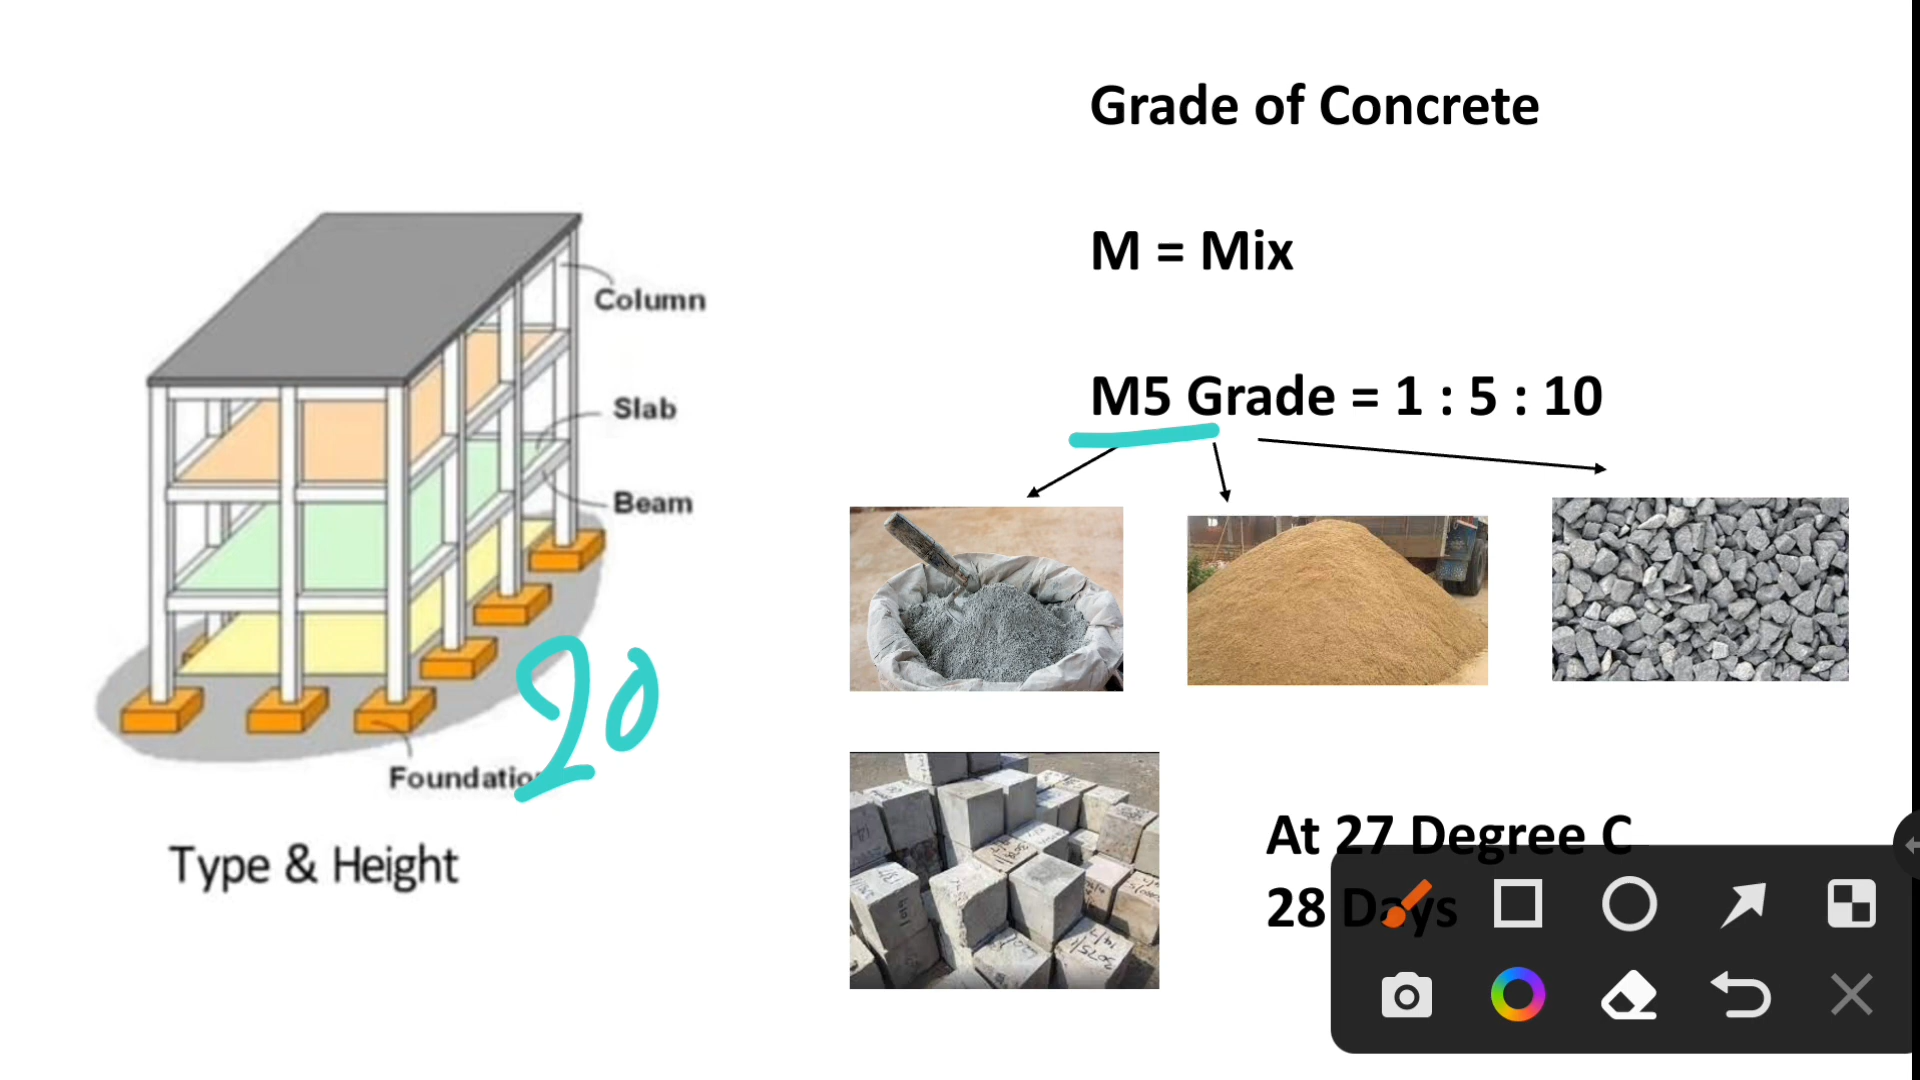 Grade of Concrete
M = Mix
M5 Grade = 1 : 5 : 10
Column
Slab
Beam
20
Type & Height
At 27 Degree C
28 Days